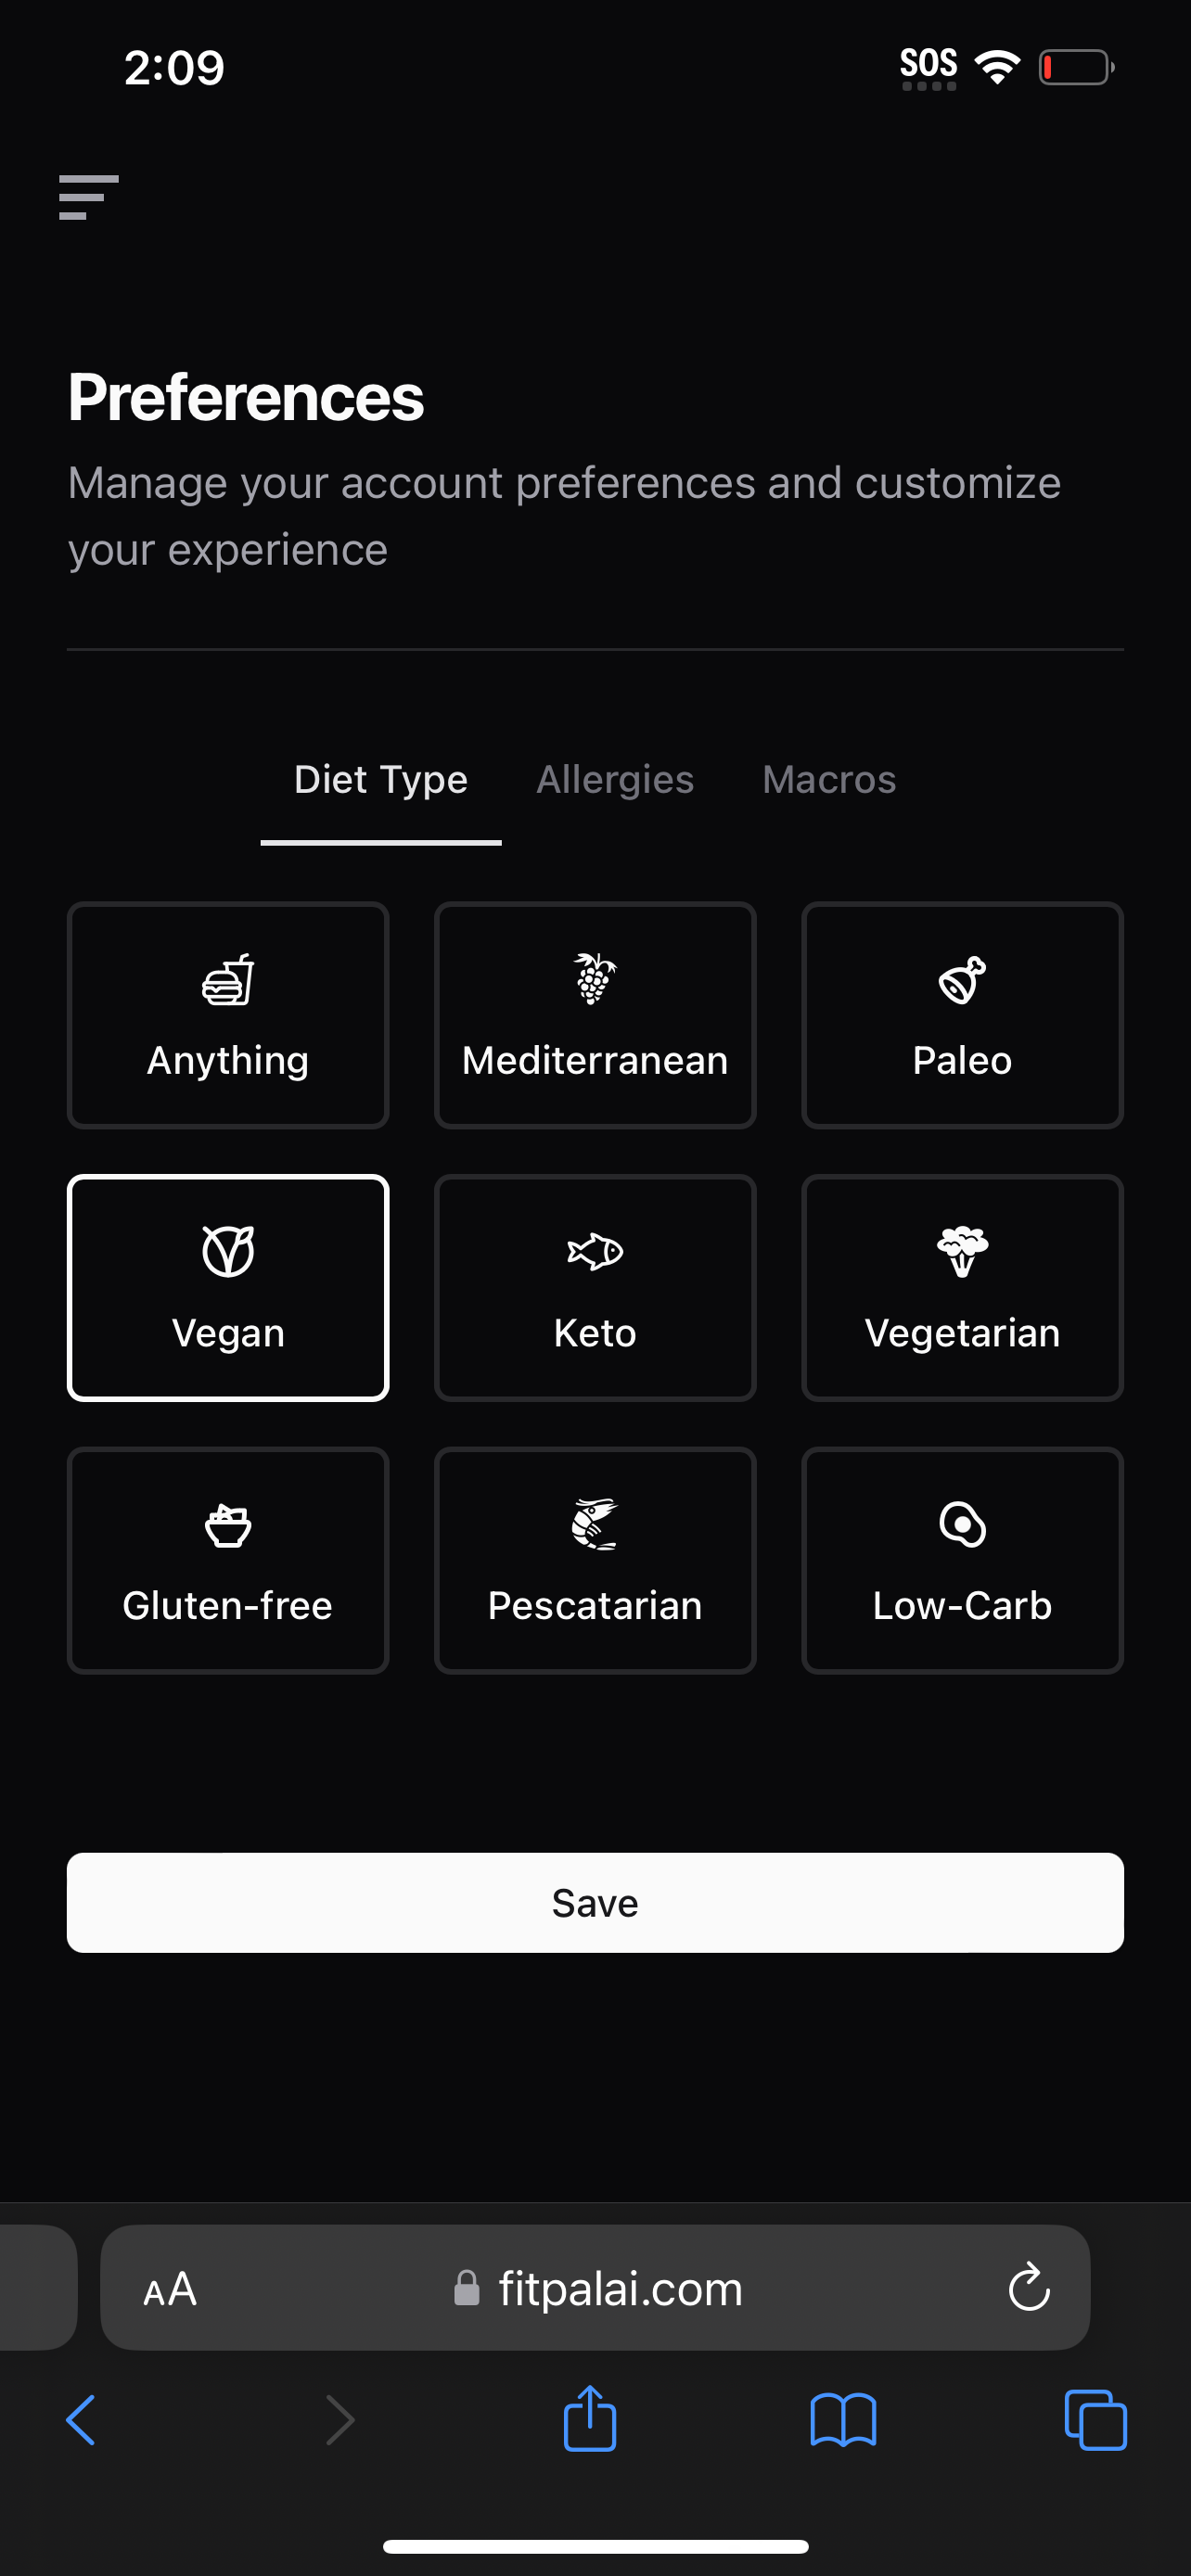 2:09
SOS
Preferences
Manage your account preferences and customize
your experience
Diet Type
Allergies
Macros
Anything
Mediterranean
Paleo
Vegan
Keto
Vegetarian
Gluten-free
Pescatarian
Low-Carb
Save
AA
fitpalai.com